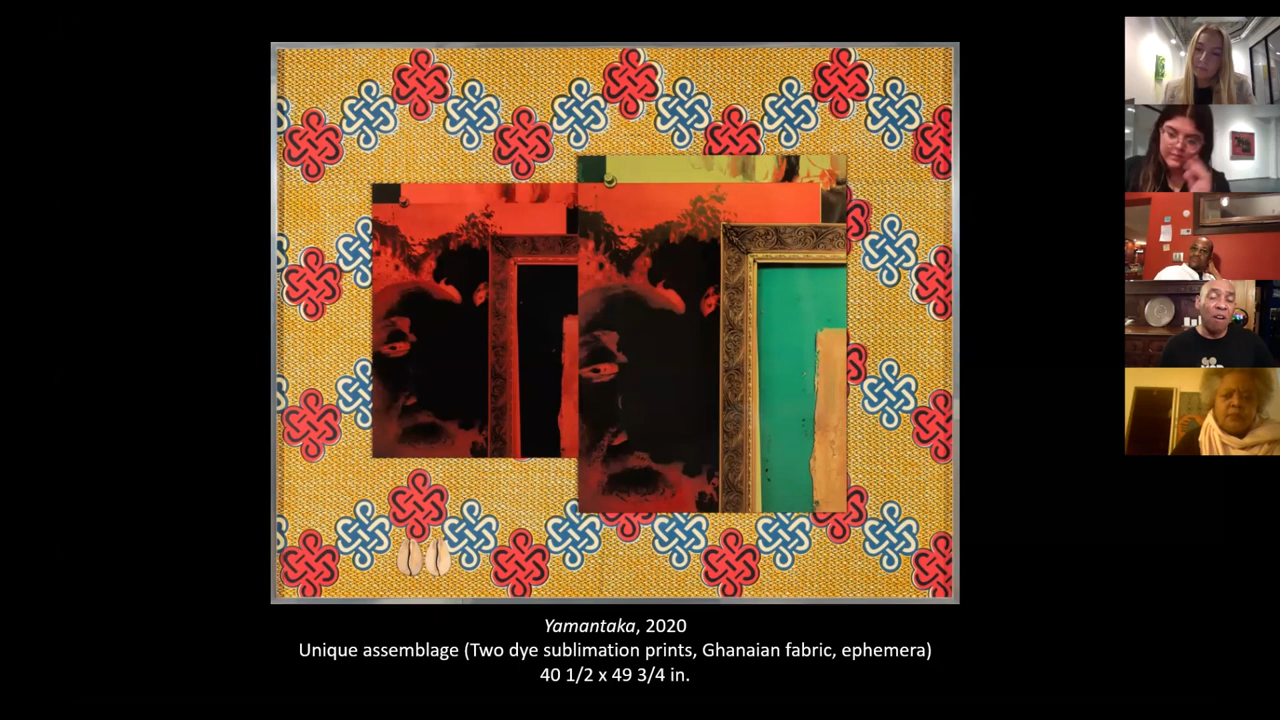 Yamantaka, 2020
Unique assemblage (Two dye sublimation prints, Ghanaian fabric, ephemera)
40 1/2 x 49 3/4 in.